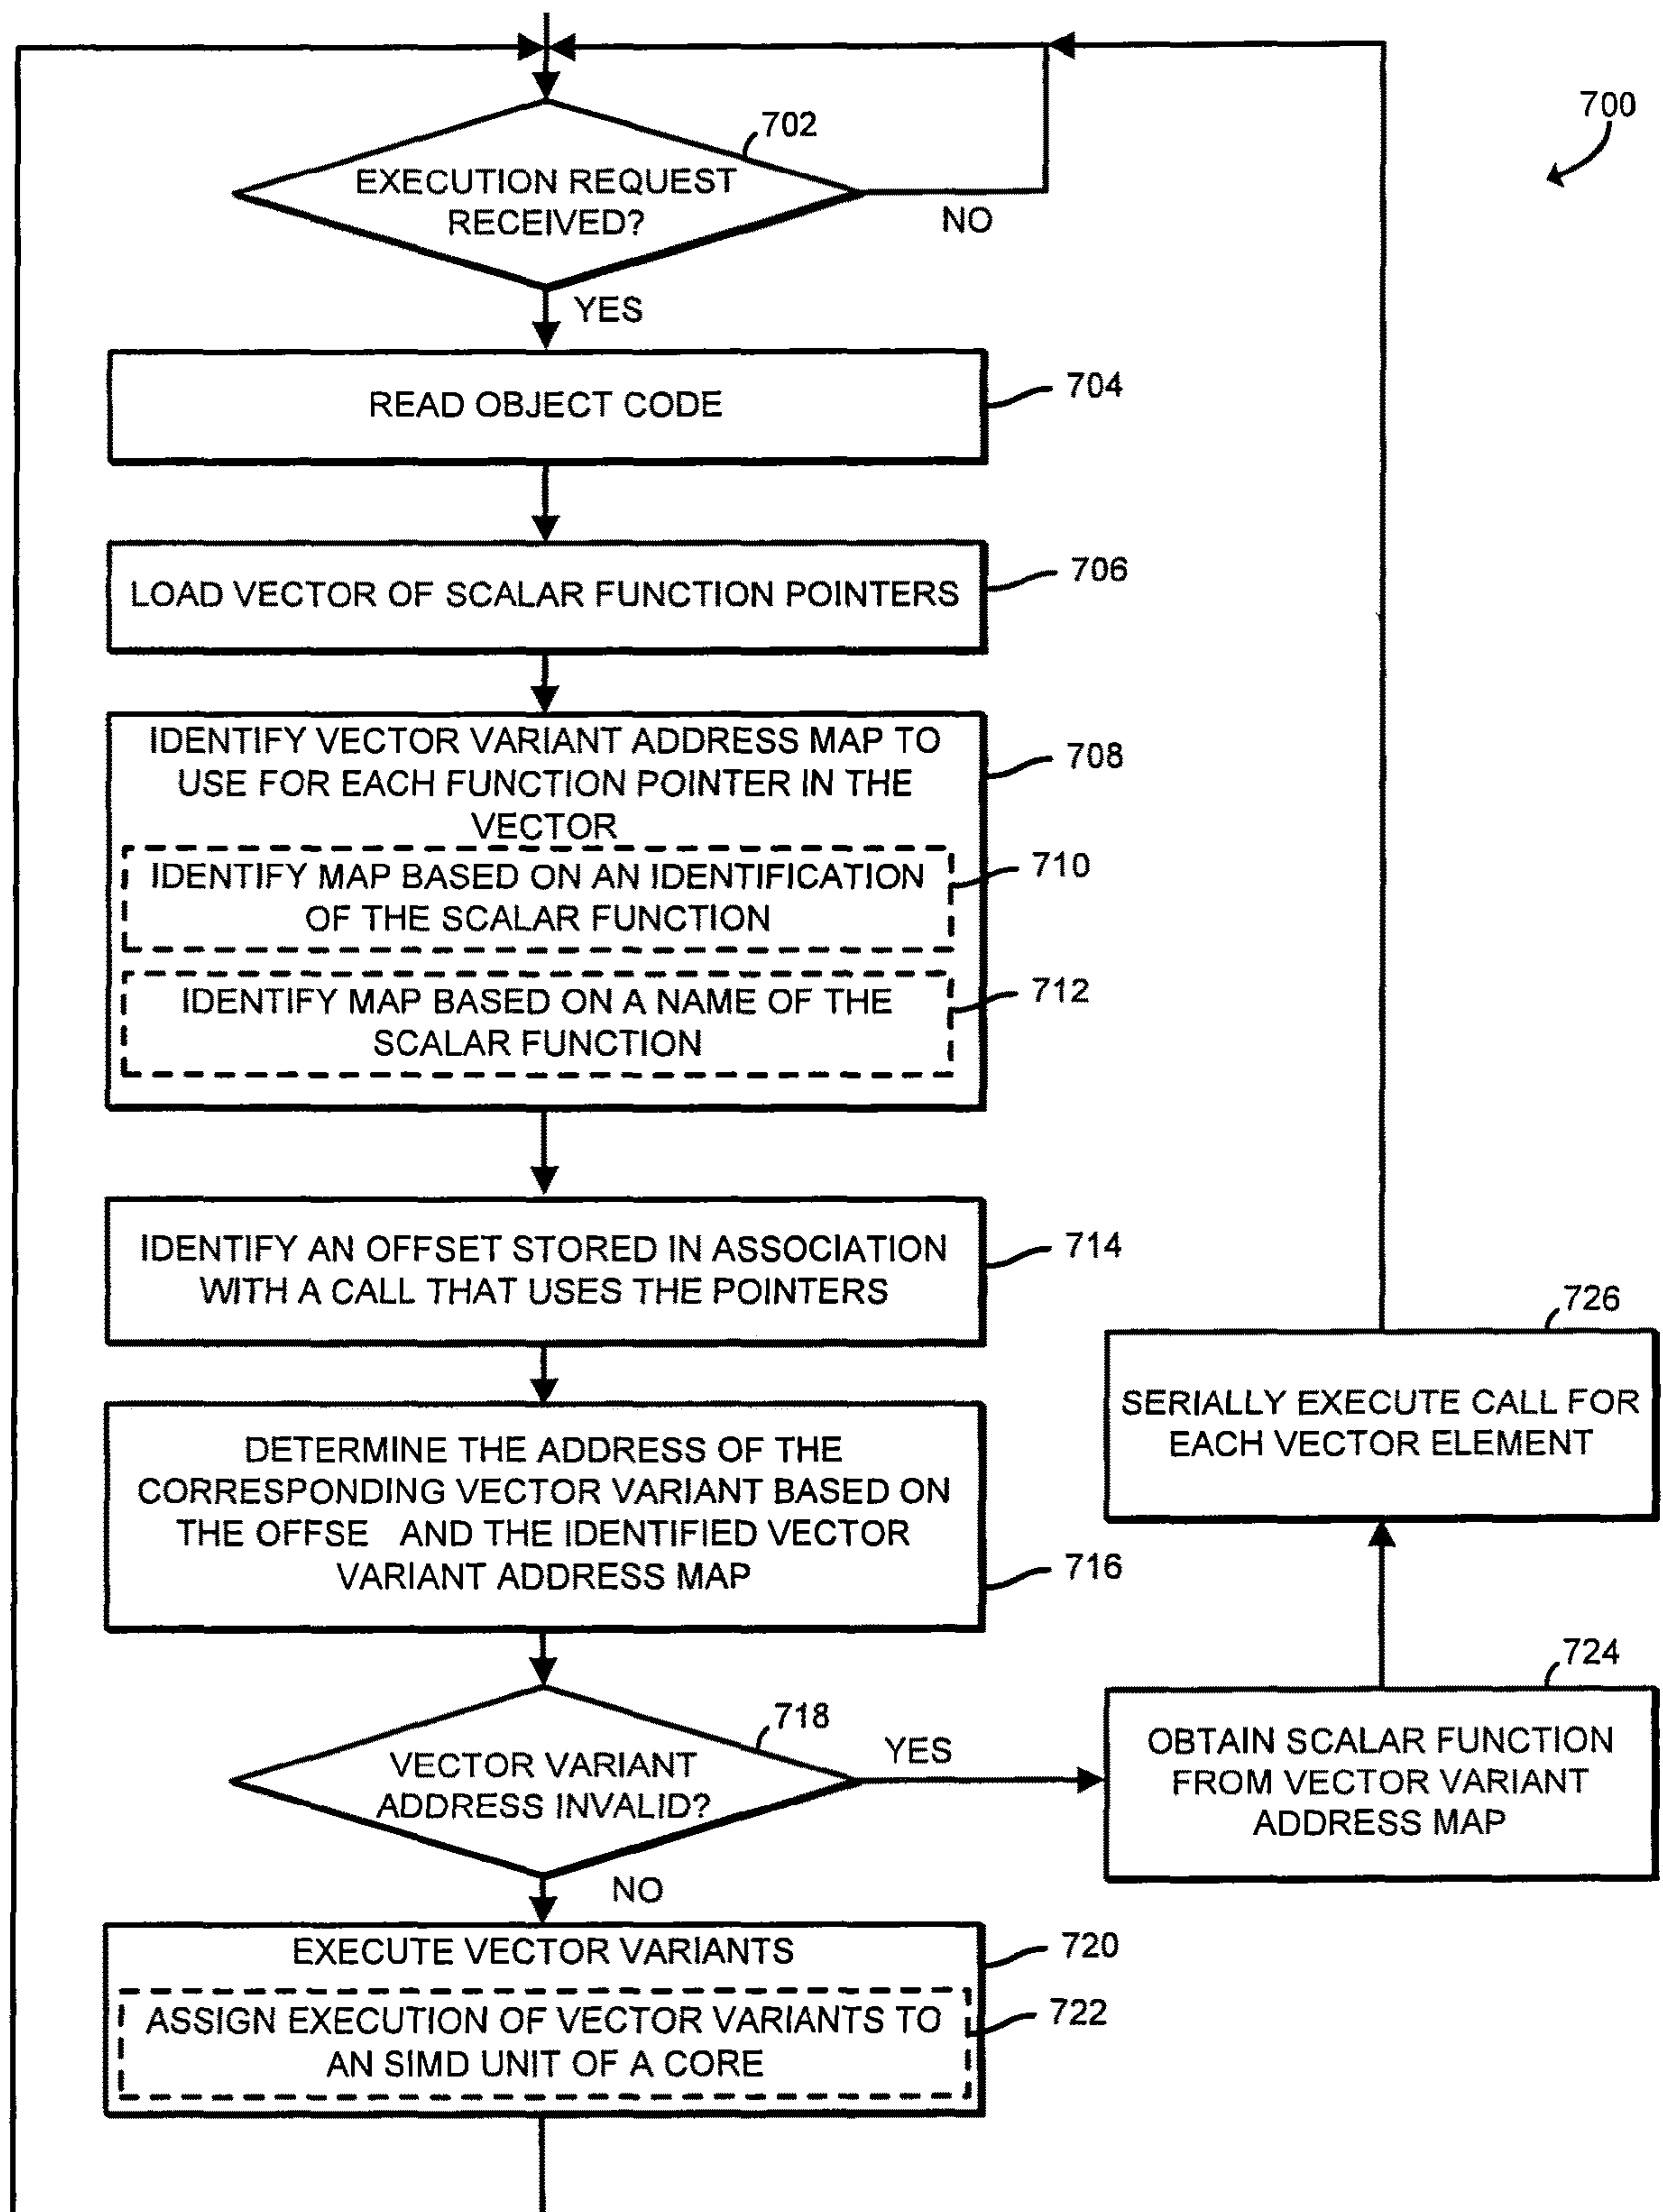 700
702
EXECUTION REQUEST
RECEIVED?
NO
YES
READ OBJECT CODE
704
LOAD VECTOR OF SCALAR FUNCTION POINTERS
706
IDENTIFY VECTOR VARIANT ADDRESS MAP TO
USE FOR EACH FUNCTION POINTER IN THE
VECTOR
708
IDENTIFY MAP BASED ON AN IDENTIFICATION
OF THE SCALAR FUNCTION
710
IDENTIFY MAP BASED ON A NAME OF THE
SCALAR FUNCTION
712
IDENTIFY AN OFFSET STORED IN ASSOCIATION
WITH A CALL THAT USES THE POINTERS
714
DETERMINE THE ADDRESS OF THE
CORRESPONDING VECTOR VARIANT BASED ON
THE OFFSE AND THE IDENTIFIED VECTOR
VARIANT ADDRESS MAP
716
718
VECTOR VARIANT
ADDRESS INVALID?
YES
NO
EXECUTE VECTOR VARIANTS
720
ASSIGN EXECUTION OF VECTOR VARIANTS TO
AN SIMD UNIT OF A CORE
722
724
OBTAIN SCALAR FUNCTION
FROM VECTOR VARIANT
ADDRESS MAP
726
SERIALLY EXECUTE CALL FOR
EACH VECTOR ELEMENT